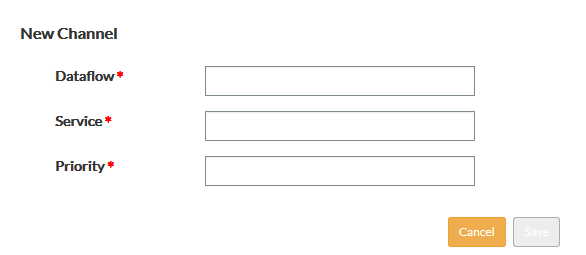 New Channel
Dataflow *
Service *
Priority *
Cancel Save